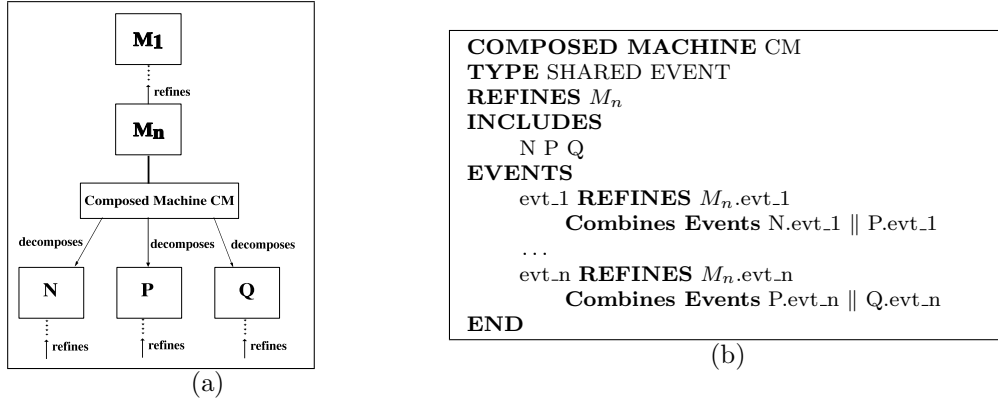 M1
refines
Mn
Composed Machine CM
decomposes decomposes decomposes
N P Q
refines refines refines
(a)
COMPOSED MACHINE CM
TYPE SHARED EVENT
REFINES Mn
INCLUDES
N P Q
EVENTS
evt_1 REFINES Mn.evt_1
Combines Events N.evt_1 ∥ P.evt_1
...
evt_n REFINES Mn.evt_n
Combines Events P.evt_n ∥ Q.evt_n
END
(b)